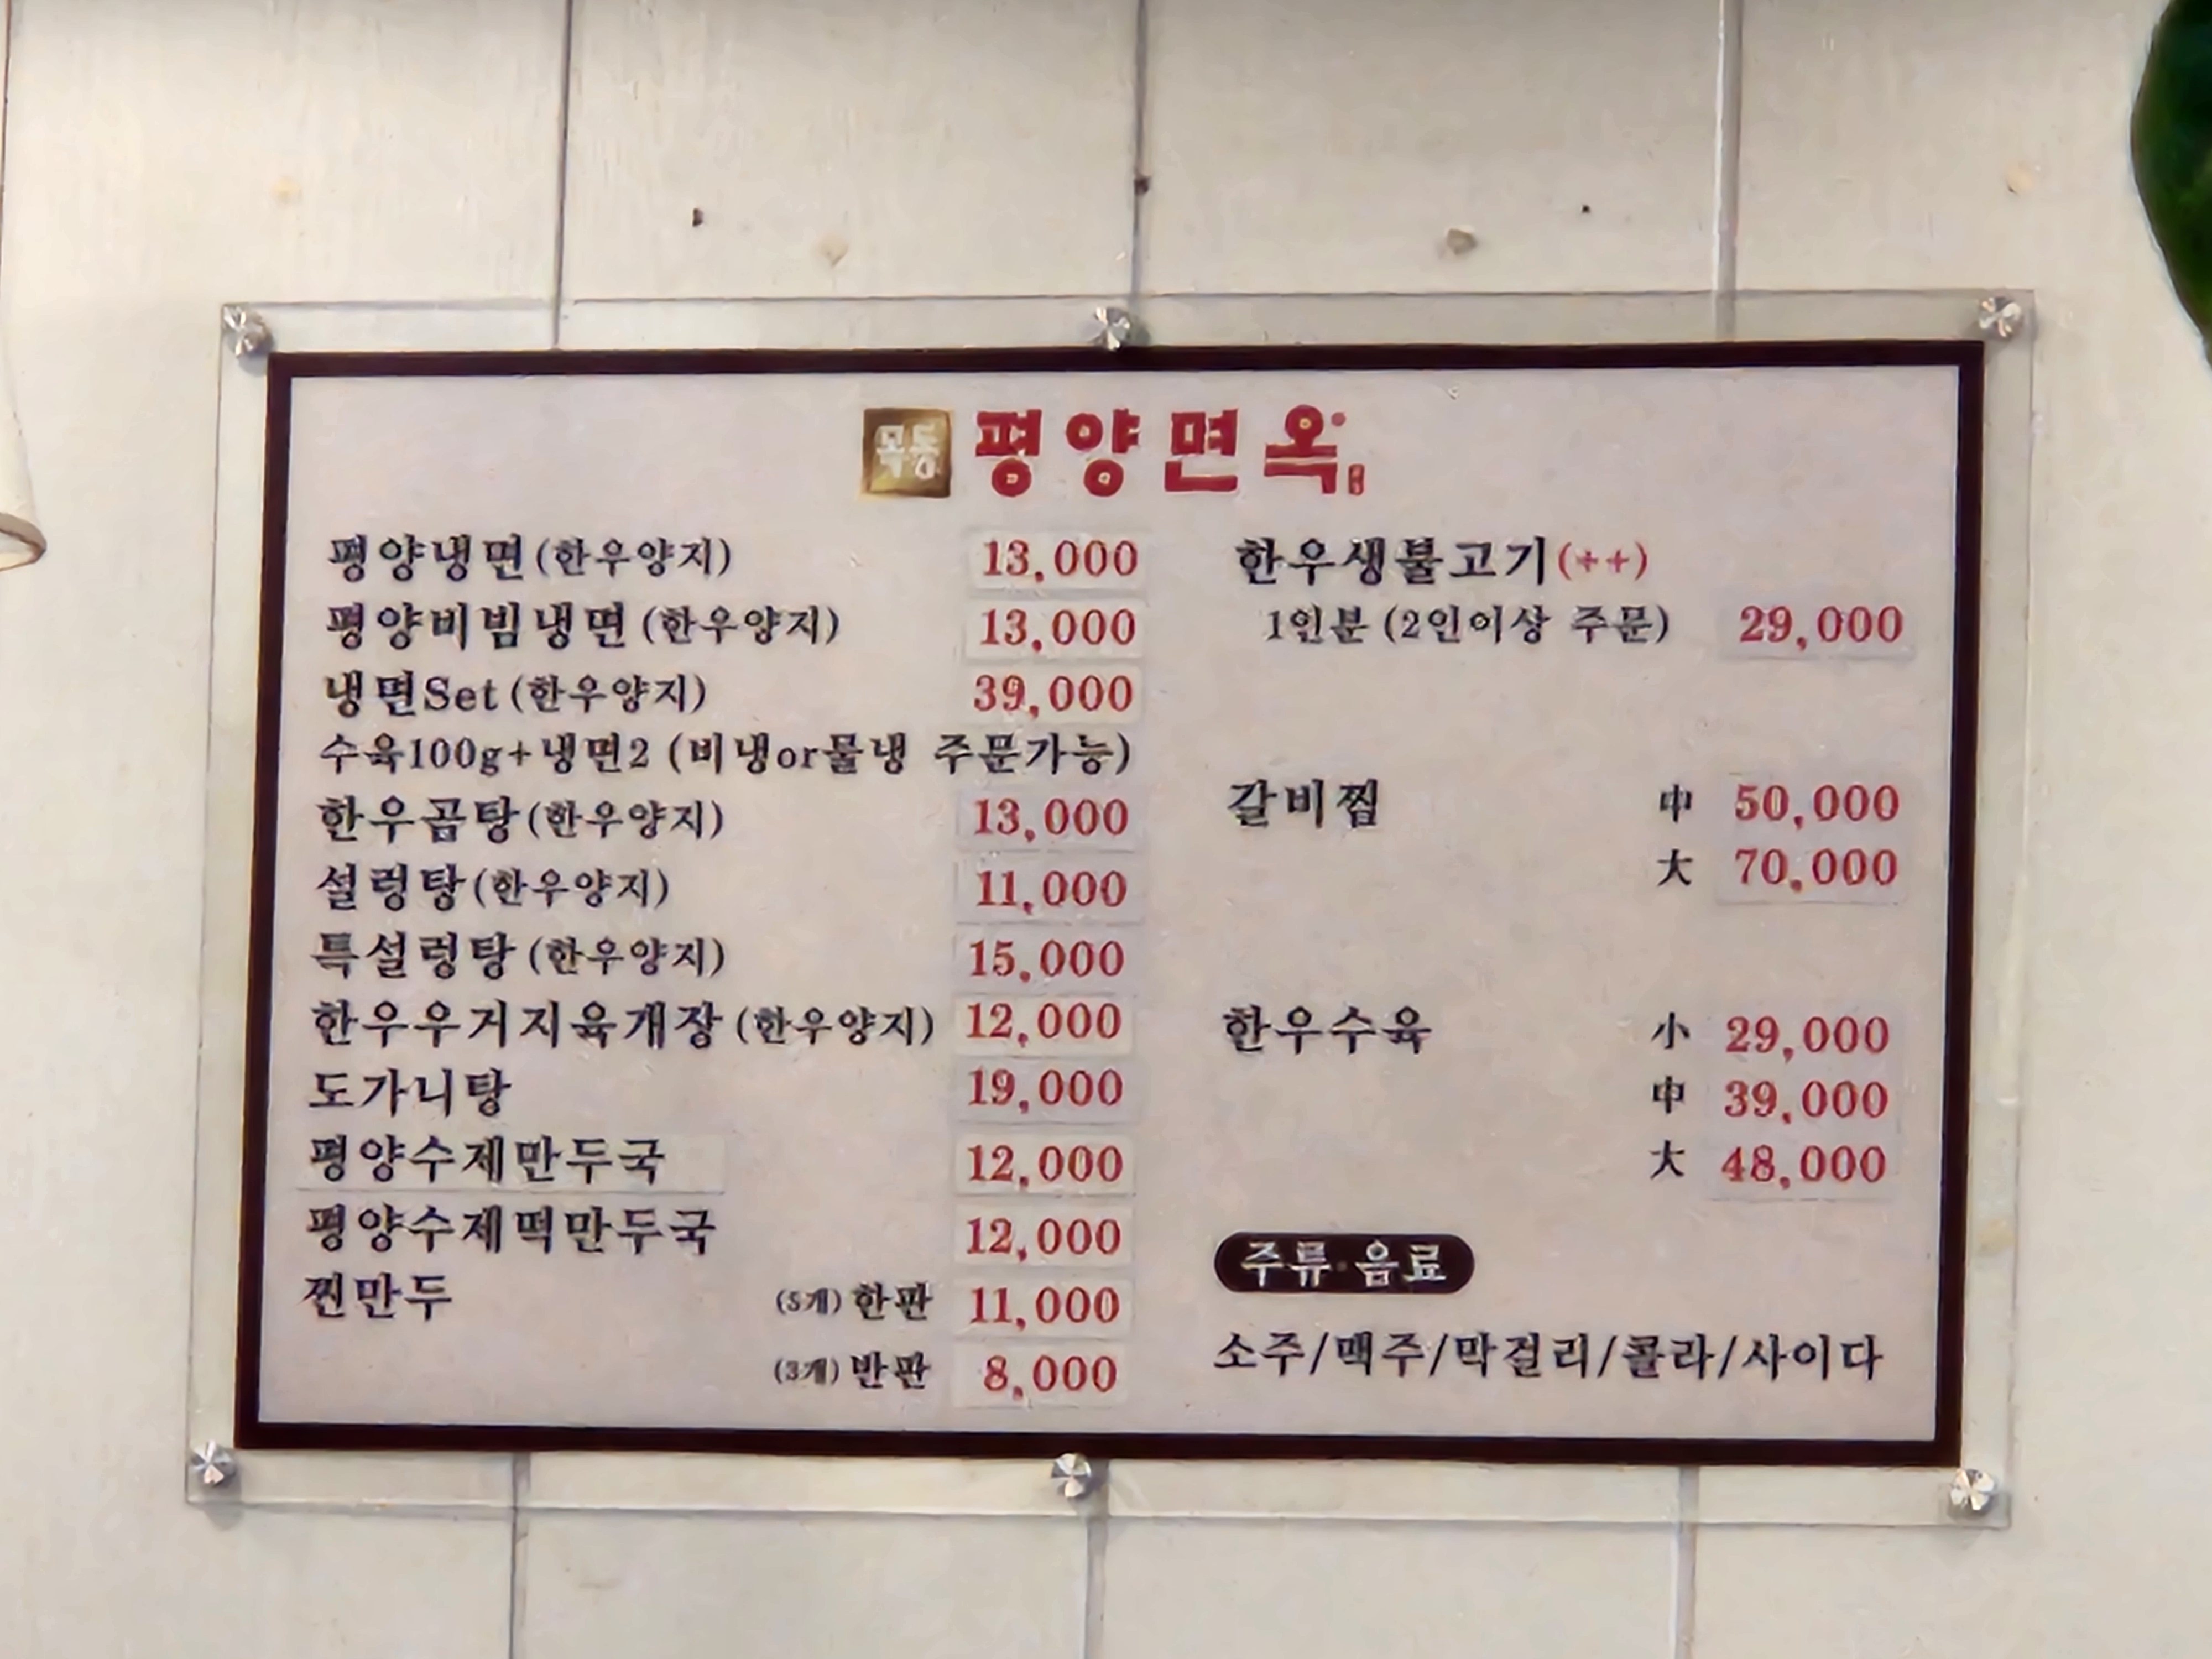 목동 평양면옥
평양냉면(한우양지) 13,000
평양비빔냉면(한우양지) 13,000
냉면Set(한우양지) 39,000
수육100g+냉면2 (비냉or물냉 주문가능)
한우곰탕(한우양지) 13,000
설렁탕(한우양지) 11,000
특설렁탕(한우양지) 15,000
한우우거지육개장(한우양지) 12,000
도가니탕 19,000
평양수제만두국 12,000
평양수제떡만두국 12,000
찐만두 (5개) 한판 11,000
(3개) 반판 8,000
한우생불고기(++)
1인분 (2인이상 주문) 29,000
갈비찜 中 50,000
大 70,000
한우수육 小 29,000
中 39,000
大 48,000
주류·음료
소주/맥주/막걸리/콜라/사이다